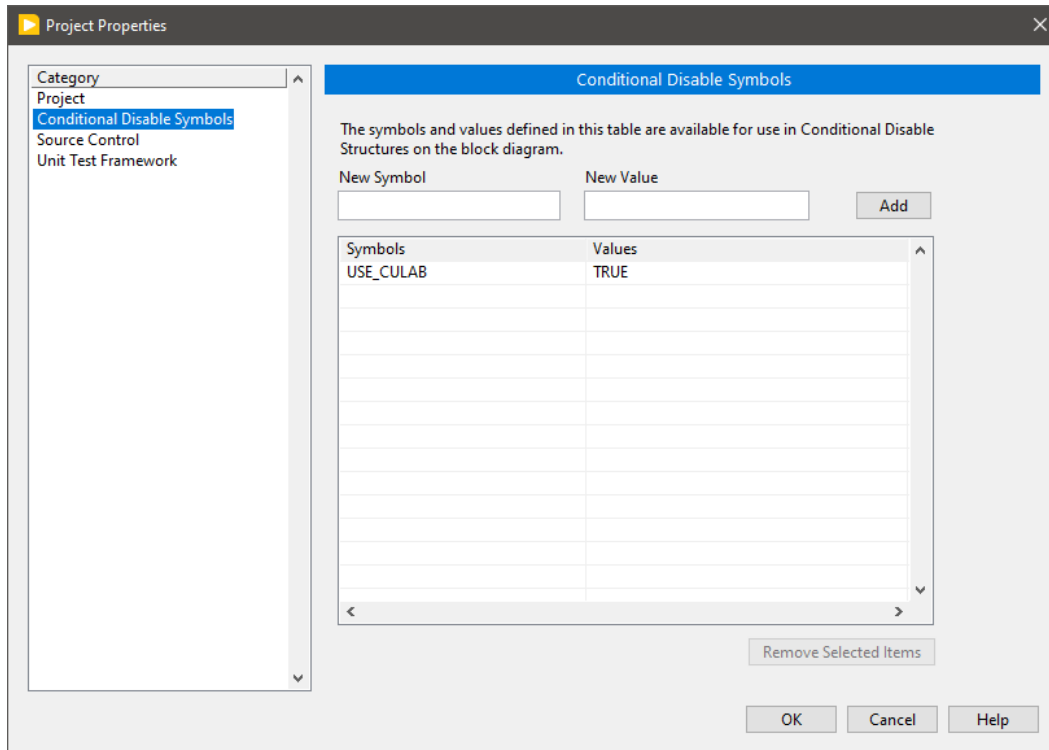 Project Properties
Category
Project
Conditional Disable Symbols
Source Control
Unit Test Framework
Conditional Disable Symbols
The symbols and values defined in this table are available for use in Conditional Disable
Structures on the block diagram.
New Symbol New Value
Add
Symbols Values
USE_CULAB TRUE
Remove Selected Items
OK Cancel Help